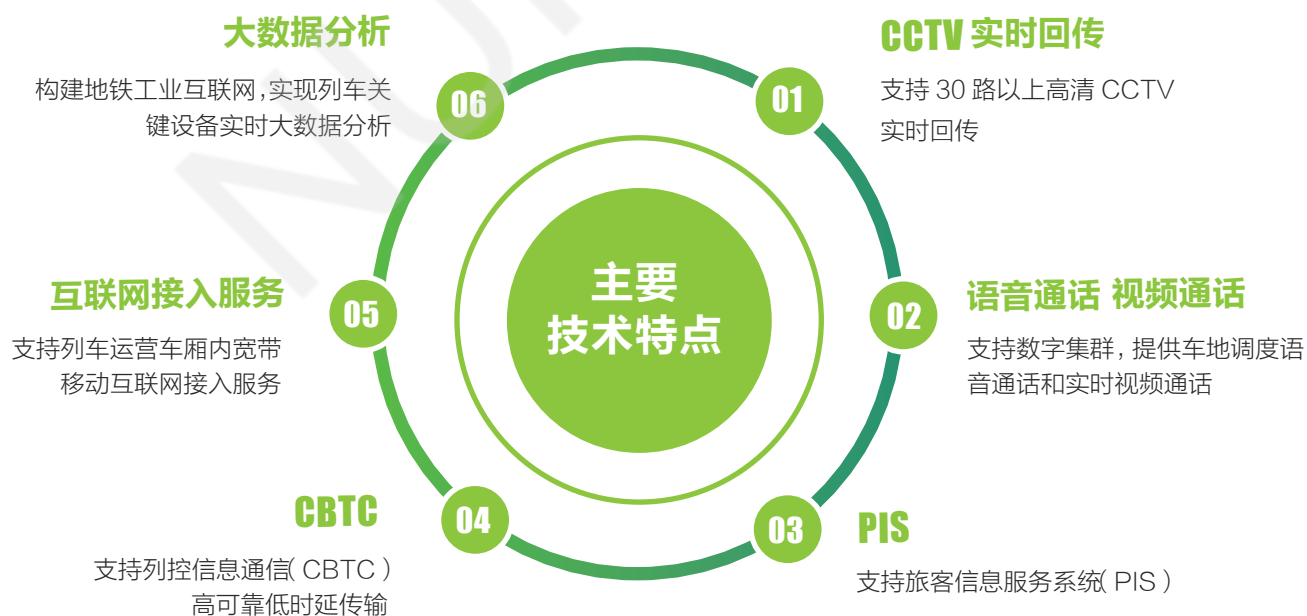 主要
技术特点
01
CCTV 实时回传
支持 30 路以上高清 CCTV
实时回传
02
语音通话 视频通话
支持数字集群，提供车地调度语
音通话和实时视频通话
03
PIS
支持旅客信息服务系统( PIS )
04
CBTC
支持列控信息通信( CBTC )
高可靠低时延传输
05
互联网接入服务
支持列车运营车厢内宽带
移动互联网接入服务
06
大数据分析
构建地铁工业互联网，实现列车关
键设备实时大数据分析